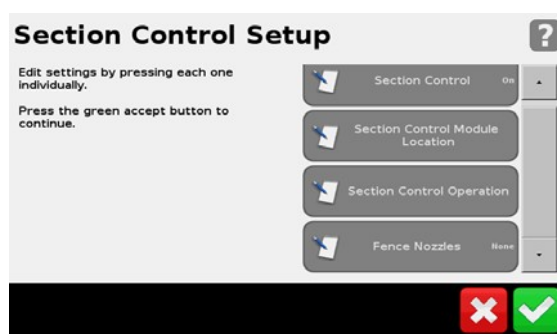 Section Control Setup
?
Edit settings by pressing each one
individually.
Press the green accept button to
continue.
Section Control On
Section Control Module
Location
Section Control Operation
Fence Nozzles None